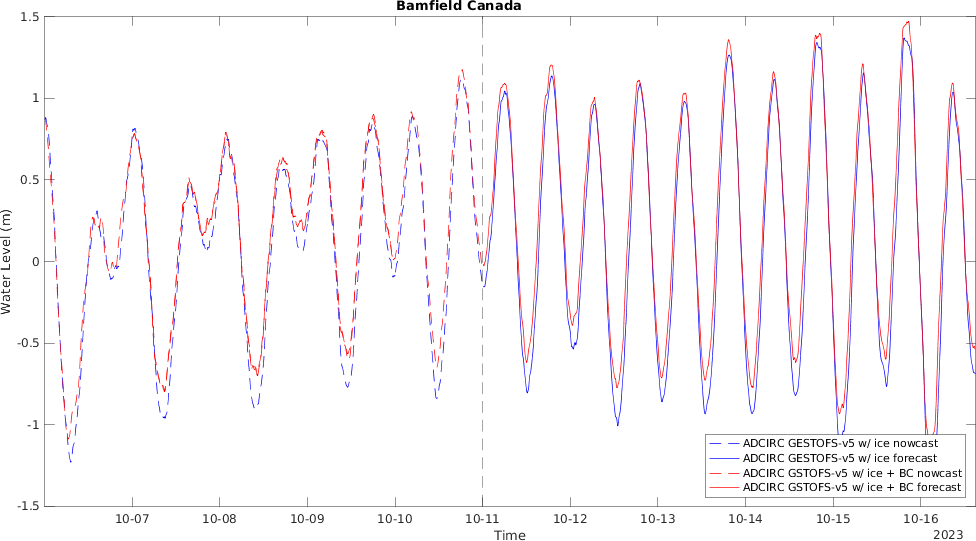 Bamfield Canada
1.5
1
0.5
0
-0.5
-1
-1.5
Water Level (m)
10-07
10-08
10-09
10-10
10-11
10-12
10-13
10-14
10-15
10-16
Time
2023
ADCIRC GESTOFS-v5 w/ ice nowcast
ADCIRC GESTOFS-v5 w/ ice forecast
ADCIRC GSTOFS-v5 w/ ice + BC nowcast
ADCIRC GSTOFS-v5 w/ ice + BC forecast